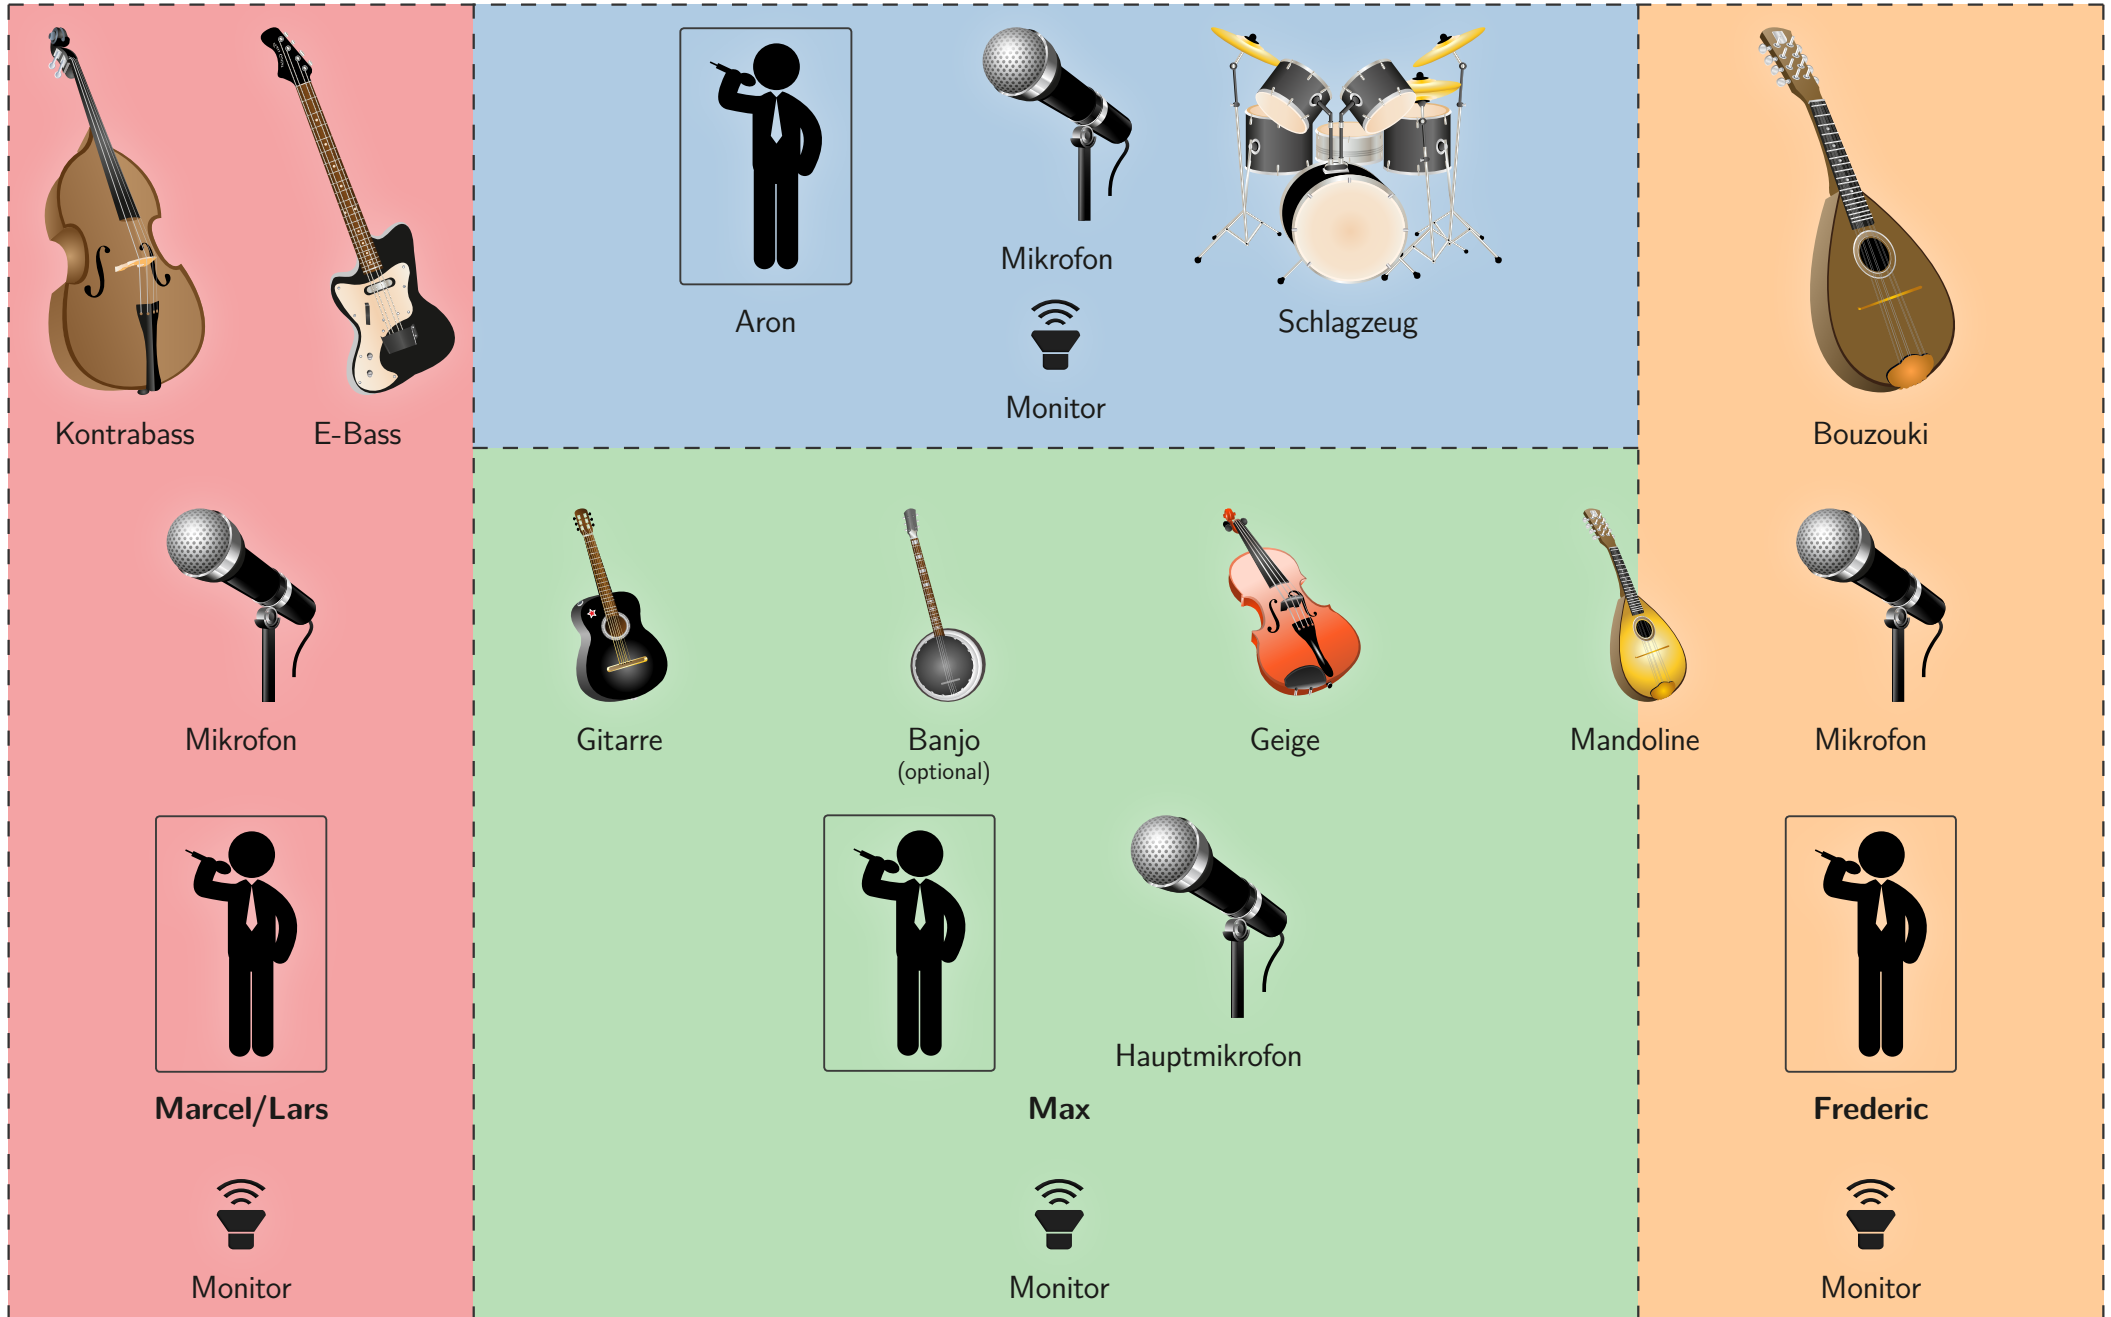 Aron
Mikrofon
Schlagzeug
Monitor
Kontrabass
E-Bass
Bouzouki
Mikrofon
Gitarre
Banjo
(optional)
Geige
Mandoline
Mikrofon
Hauptmikrofon
Marcel/Lars
Max
Frederic
Monitor
Monitor
Monitor